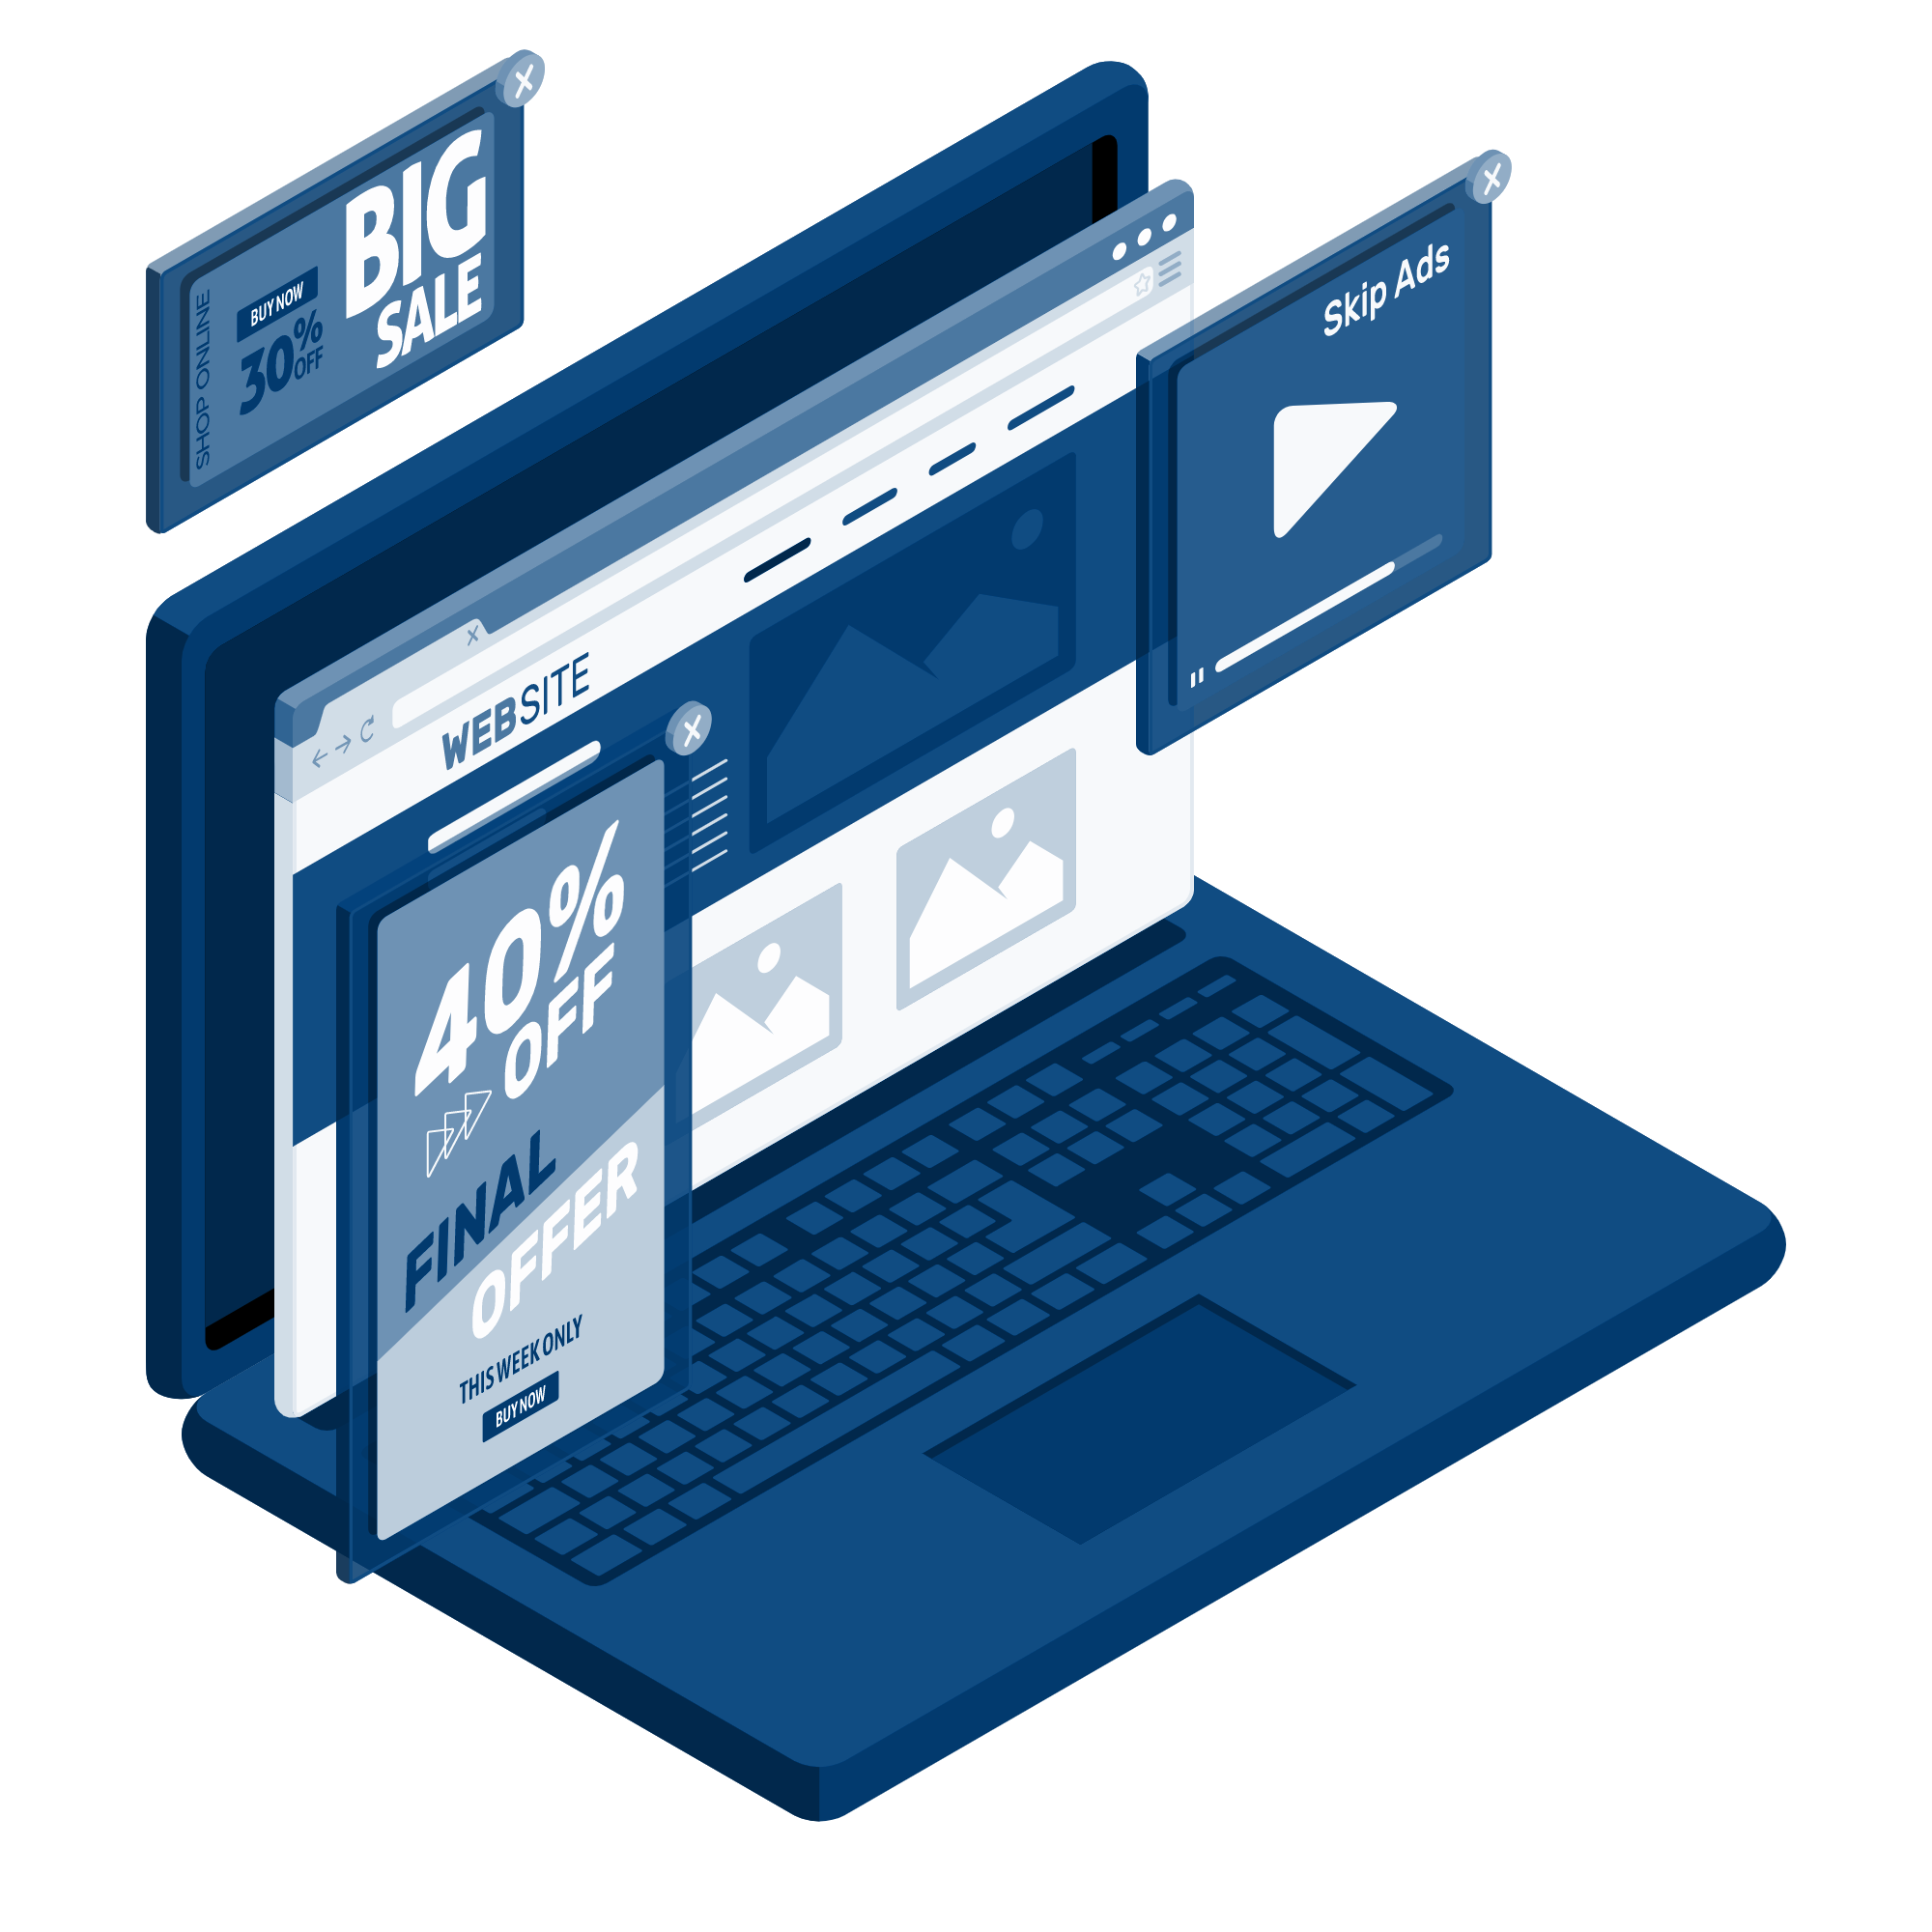 BIG
SALE
BUY NOW
30%
OFF
SHOP ONLINE
Skip Ads
WEBSITE
40%
OFF
FINAL
OFFER
THIS WEEK ONLY
BUY NOW